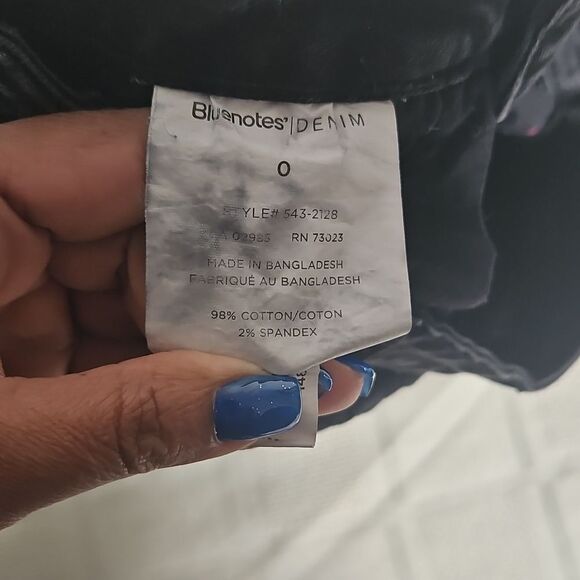 Bluenotes' | DENIM
0
STYLE# 543-2128
02985 RN 73023
MADE IN BANGLADESH
FABRIQUÉ AU BANGLADESH
98% COTTON/COTON
2% SPANDEX